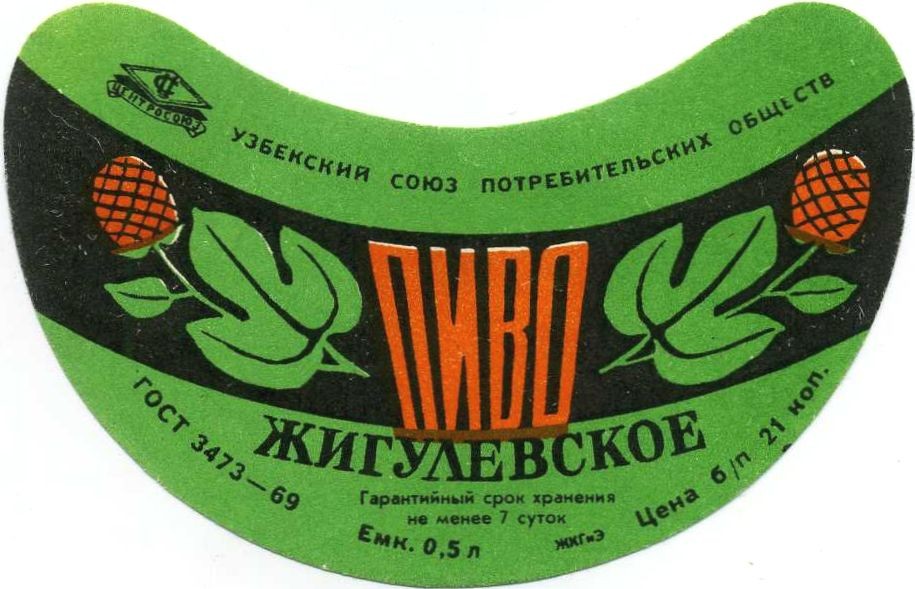 ЦЕНТРОСОЮЗ
УЗБЕКСКИЙ СОЮЗ ПОТРЕБИТЕЛЬСКИХ ОБЩЕСТВ
ПИВО
ЖИГУЛЕВСКОЕ
ГОСТ 3473—69
Гарантийный срок хранения
не менее 7 суток
Емк. 0,5 л
ЖКГиЭ
Цена б/п 21 коп.